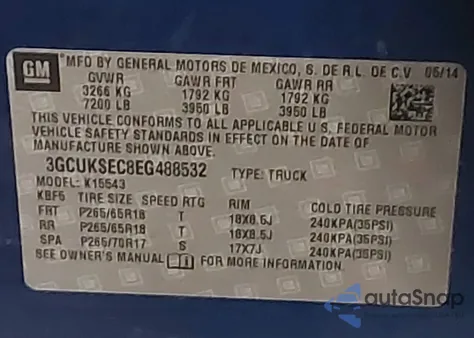 GM
MFD BY GENERAL MOTORS DE MEXICO, S. DE R.L. DE C.V 05/14
GVWR GAWR FRT GAWR RR
3266 KG 1792 KG 1792 KG
7200 LB 3950 LB 3950 LB
THIS VEHICLE CONFORMS TO ALL APPLICABLE U.S. FEDERAL MOTOR
VEHICLE SAFETY STANDARDS IN EFFECT ON THE DATE OF
MANUFACTURE SHOWN ABOVE.
3GCUKSEC8EG488532 TYPE: TRUCK
MODEL: K15543
KBF5 TIRE SIZE SPEED RTG RIM COLD TIRE PRESSURE
FRT P265/65R18 T 18X8.5J 240KPA(35PSI)
RR P265/65R18 T 18X8.5J 240KPA(35PSI)
SPA P265/70R17 S 17X7J 240KPA(35PSI)
SEE OWNER'S MANUAL FOR MORE INFORMATION.
autoSnap